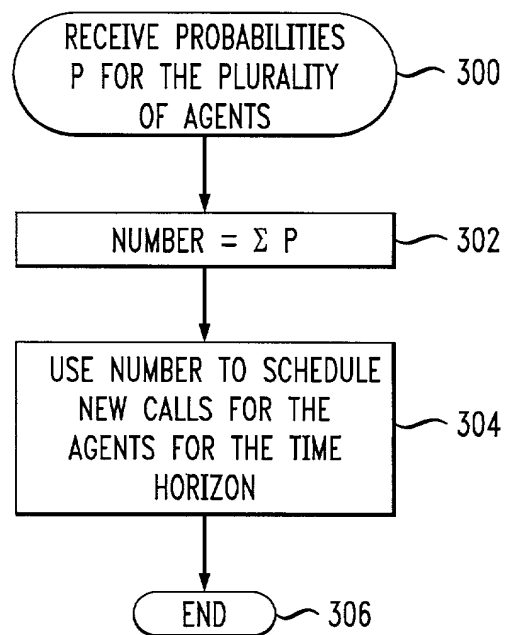 RECEIVE PROBABILITIES
P FOR THE PLURALITY
OF AGENTS
300
NUMBER = Σ P
302
USE NUMBER TO SCHEDULE
NEW CALLS FOR THE
AGENTS FOR THE TIME
HORIZON
304
END
306